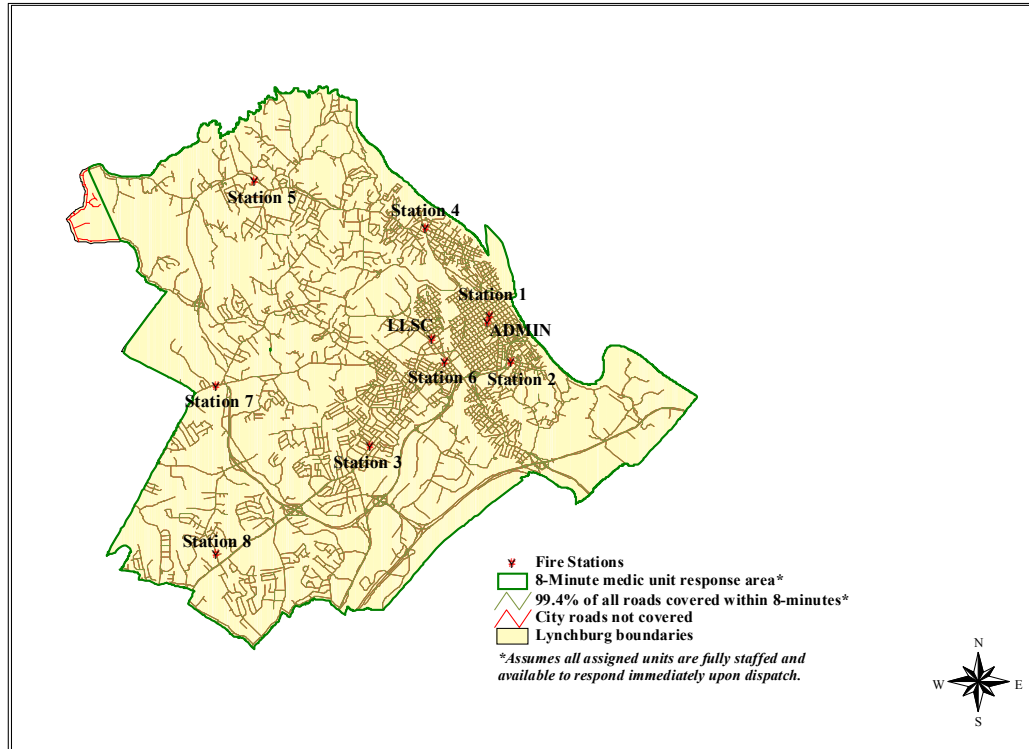 Station 5
Station 4
Station 1
LLSC
ADMIN
Station 6
Station 2
Station 7
Station 3
Station 8
Fire Stations
8-Minute medic unit response area*
99.4% of all roads covered within 8-minutes*
City roads not covered
Lynchburg boundaries
*Assumes all assigned units are fully staffed and
available to respond immediately upon dispatch.
N
W
E
S